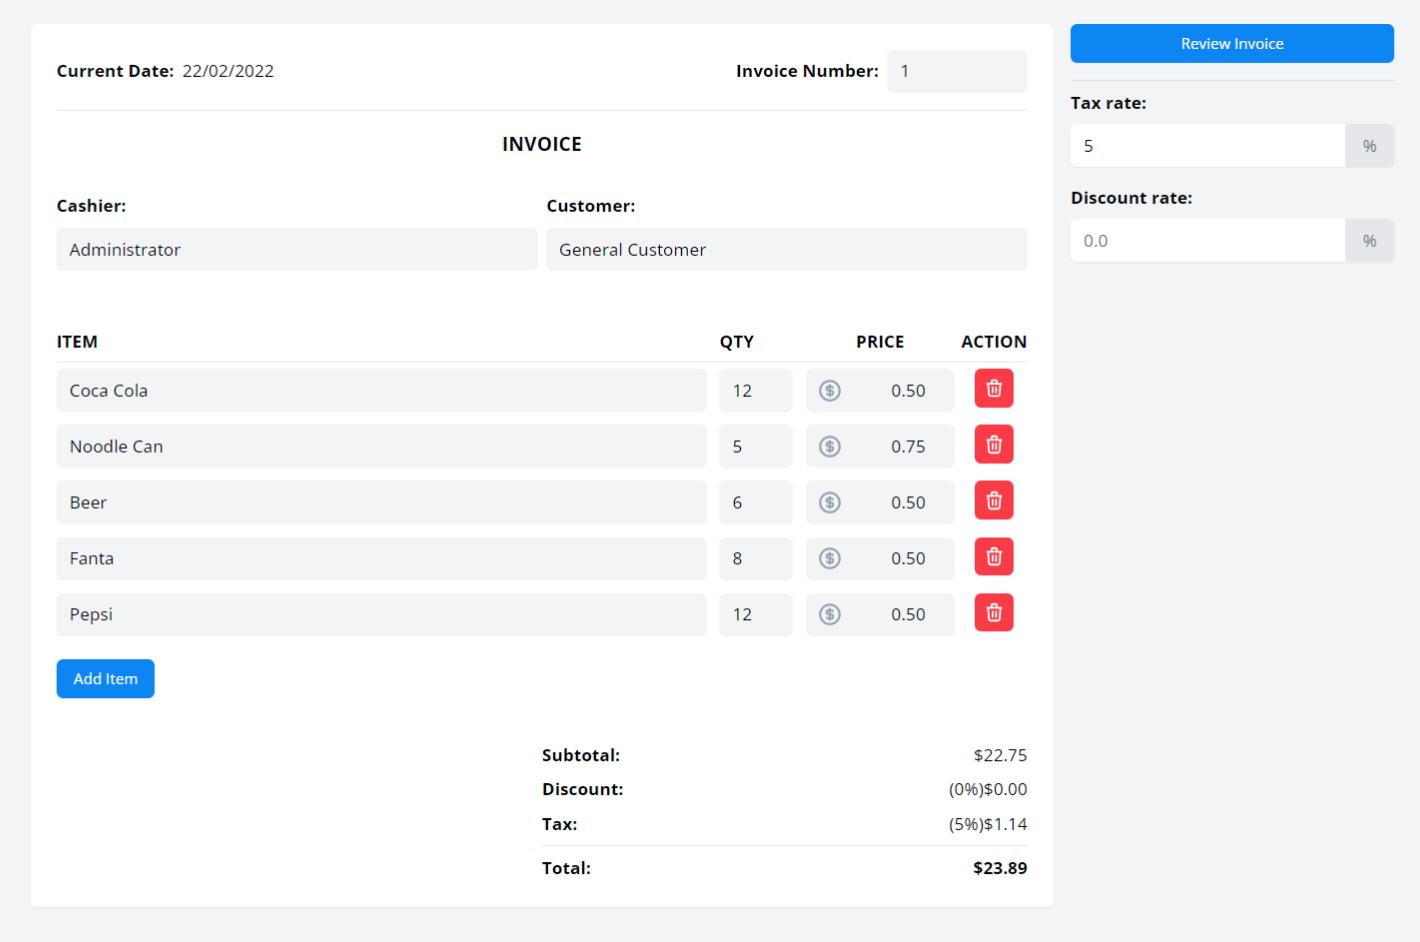 Current Date: 22/02/2022 Invoice Number: 1
Review Invoice
Tax rate:
5 %
Discount rate:
0.0 %
INVOICE
Cashier: Customer:
Administrator General Customer
ITEM QTY PRICE ACTION
Coca Cola 12 $ 0.50
Noodle Can 5 $ 0.75
Beer 6 $ 0.50
Fanta 8 $ 0.50
Pepsi 12 $ 0.50
Add Item
Subtotal: $22.75
Discount: (0%)$0.00
Tax: (5%)$1.14
Total: $23.89